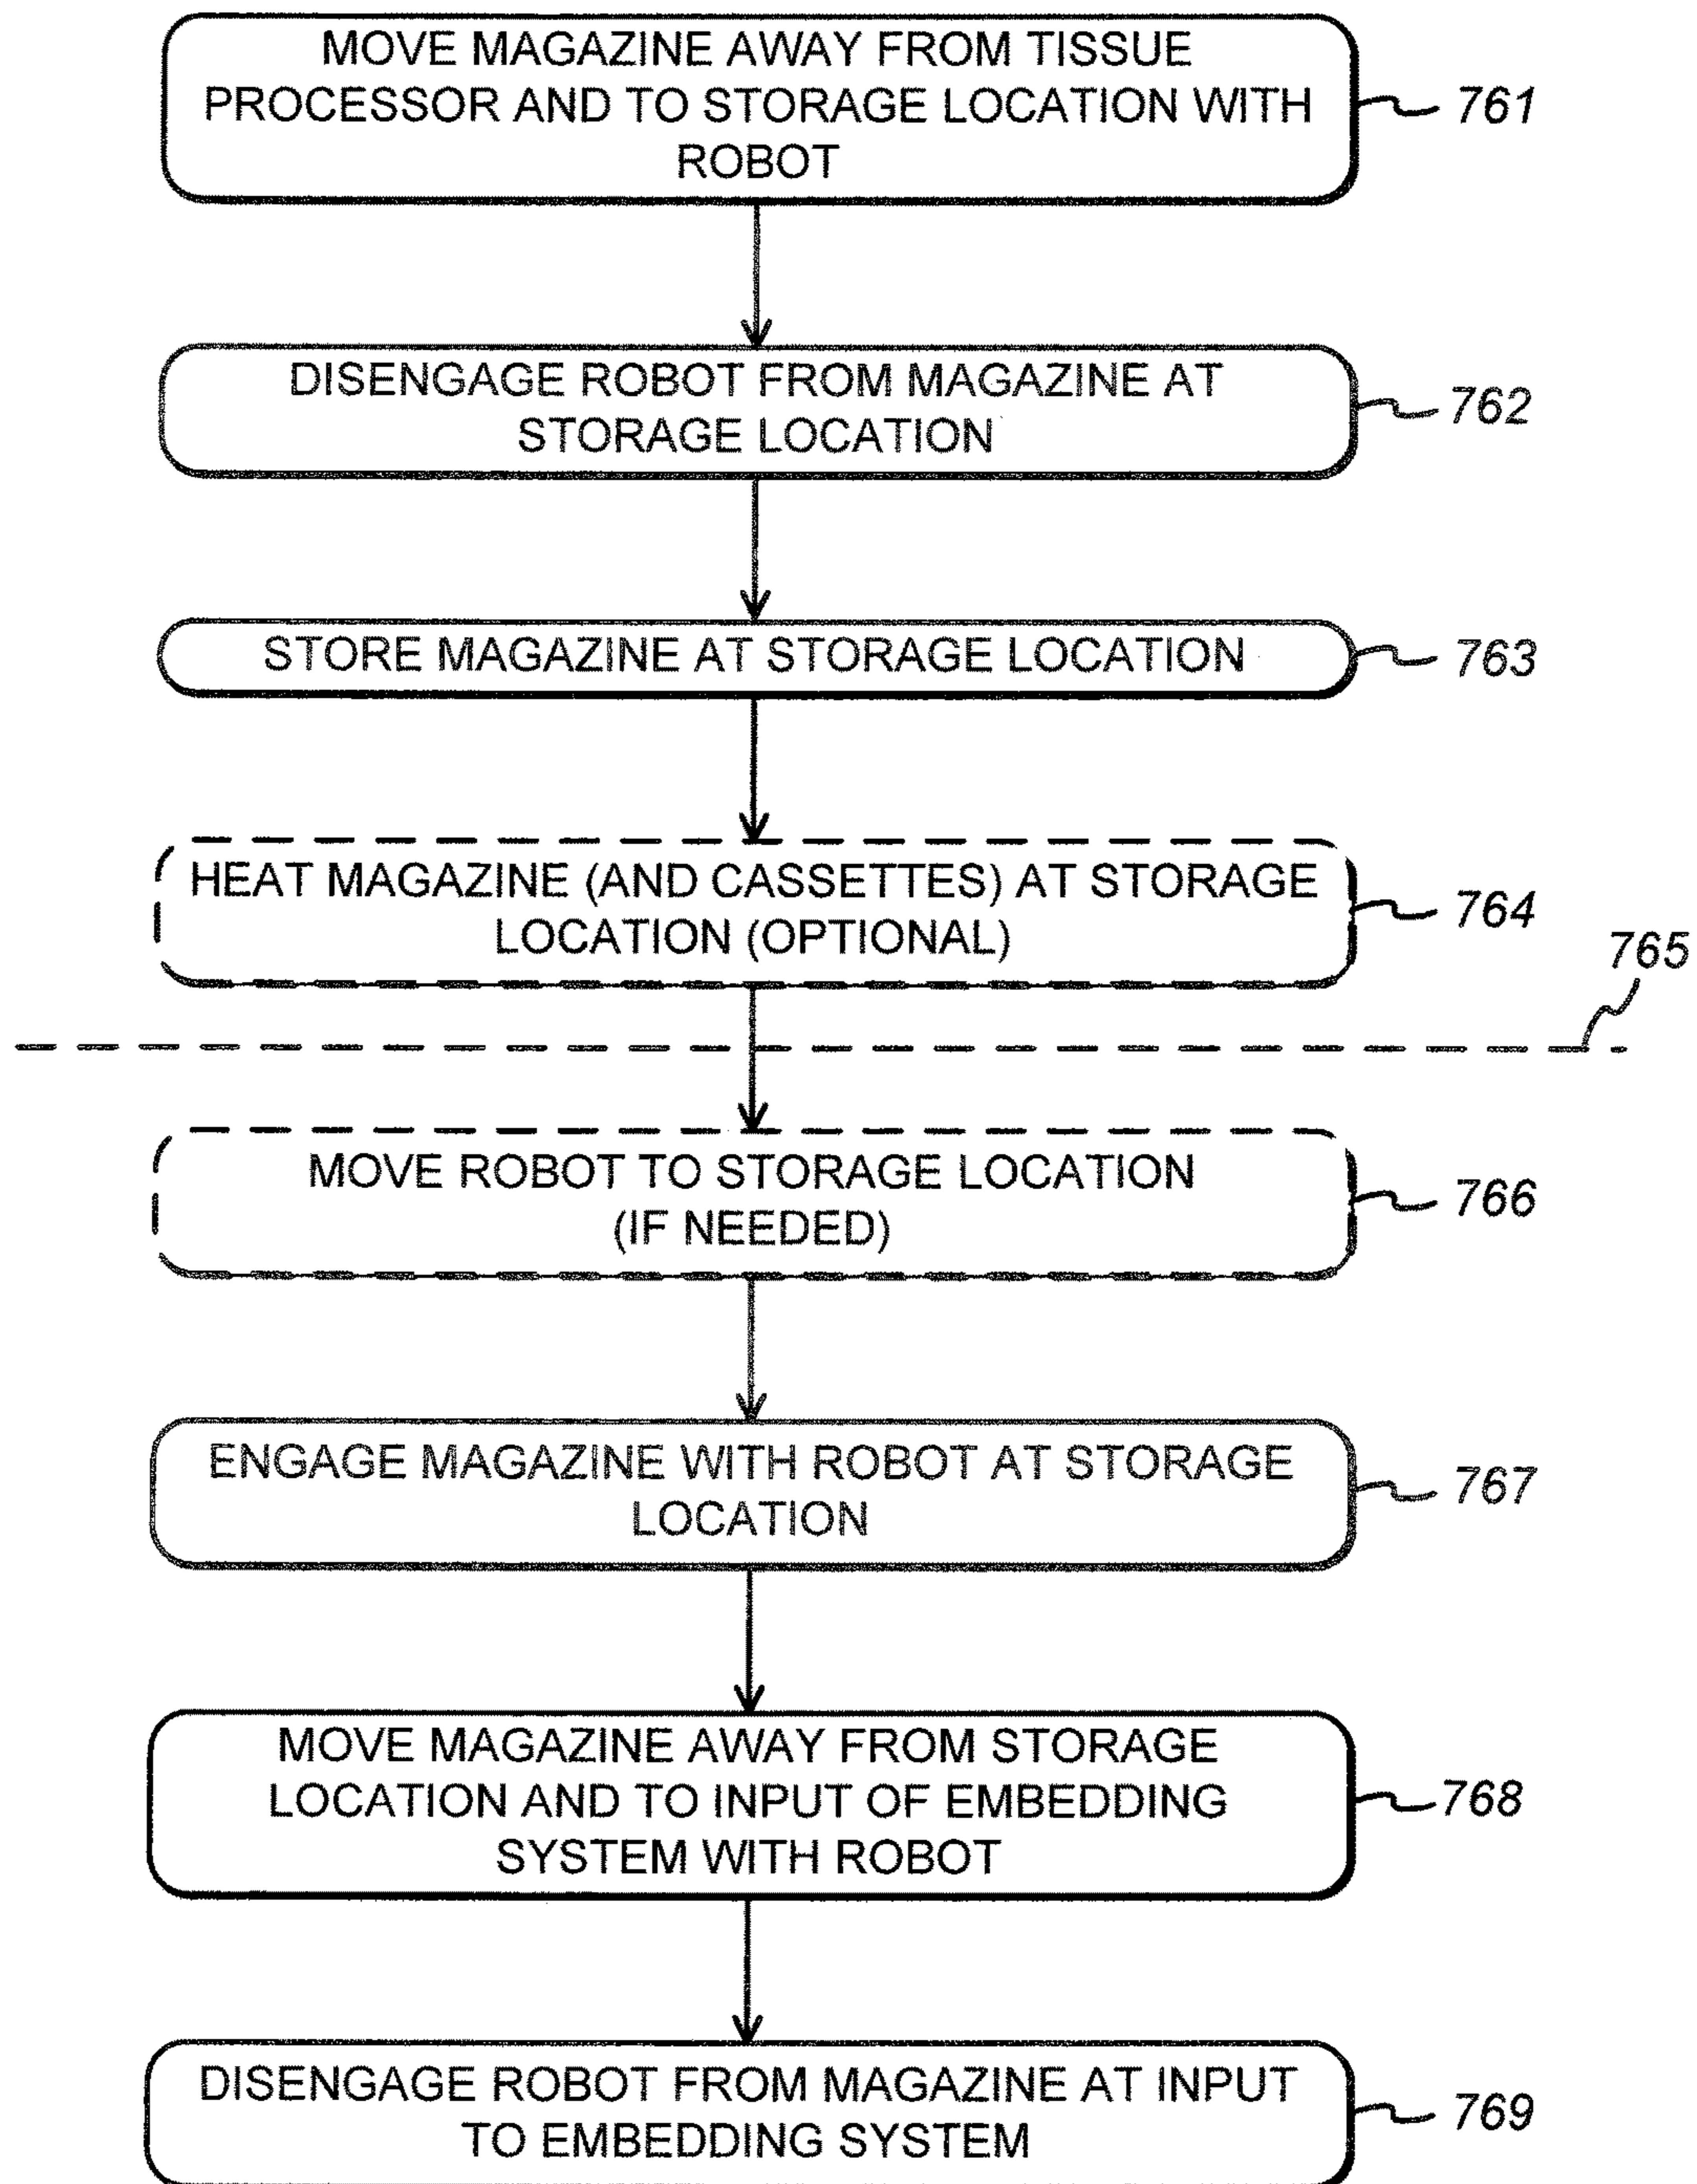 MOVE MAGAZINE AWAY FROM TISSUE
PROCESSOR AND TO STORAGE LOCATION WITH
ROBOT
761
DISENGAGE ROBOT FROM MAGAZINE AT
STORAGE LOCATION
762
STORE MAGAZINE AT STORAGE LOCATION
763
HEAT MAGAZINE (AND CASSETTES) AT STORAGE
LOCATION (OPTIONAL)
764
765
MOVE ROBOT TO STORAGE LOCATION
(IF NEEDED)
766
ENGAGE MAGAZINE WITH ROBOT AT STORAGE
LOCATION
767
MOVE MAGAZINE AWAY FROM STORAGE
LOCATION AND TO INPUT OF EMBEDDING
SYSTEM WITH ROBOT
768
DISENGAGE ROBOT FROM MAGAZINE AT INPUT
TO EMBEDDING SYSTEM
769